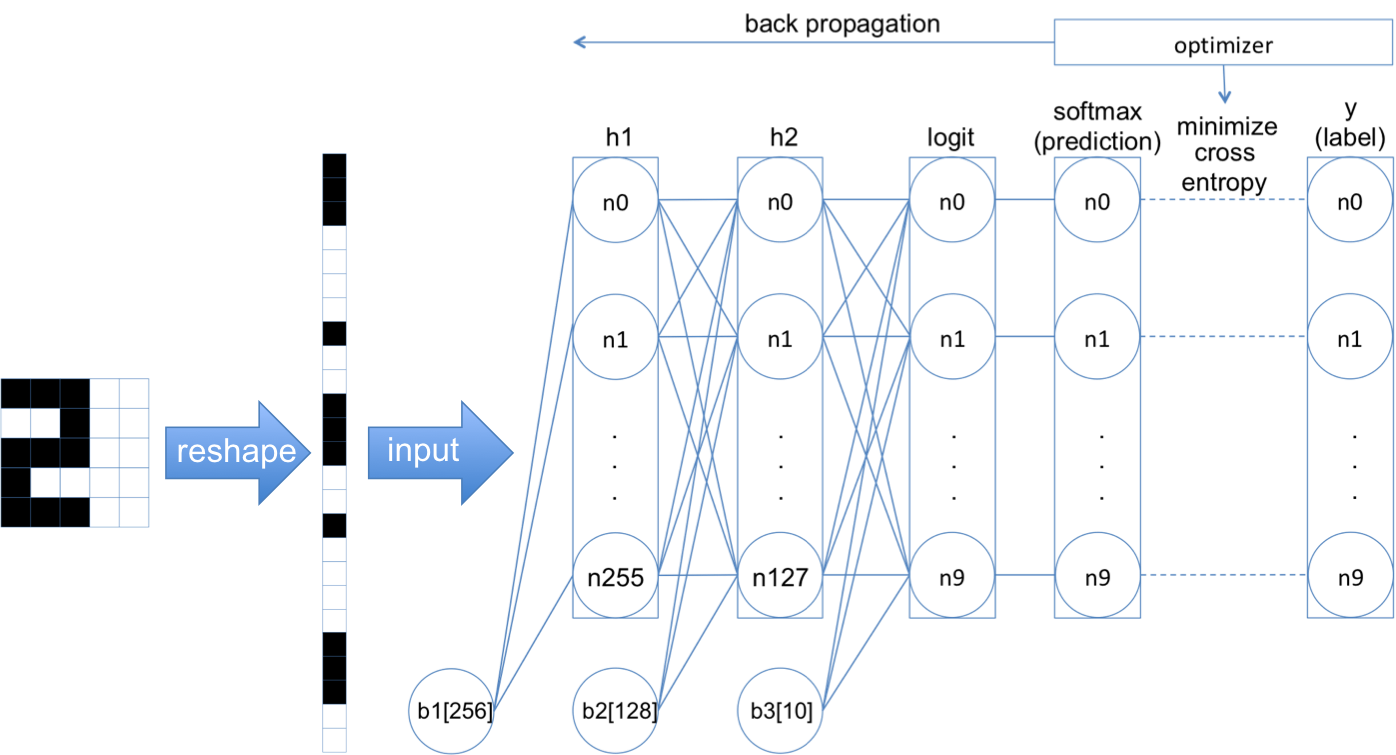 back propagation
optimizer
h1
h2
logit
softmax
(prediction)
minimize
cross
entropy
y
(label)
n0
n0
n0
n0
n0
n1
n1
n1
n1
n1
reshape
input
n255
n127
n9
n9
n9
b1[256]
b2[128]
b3[10]